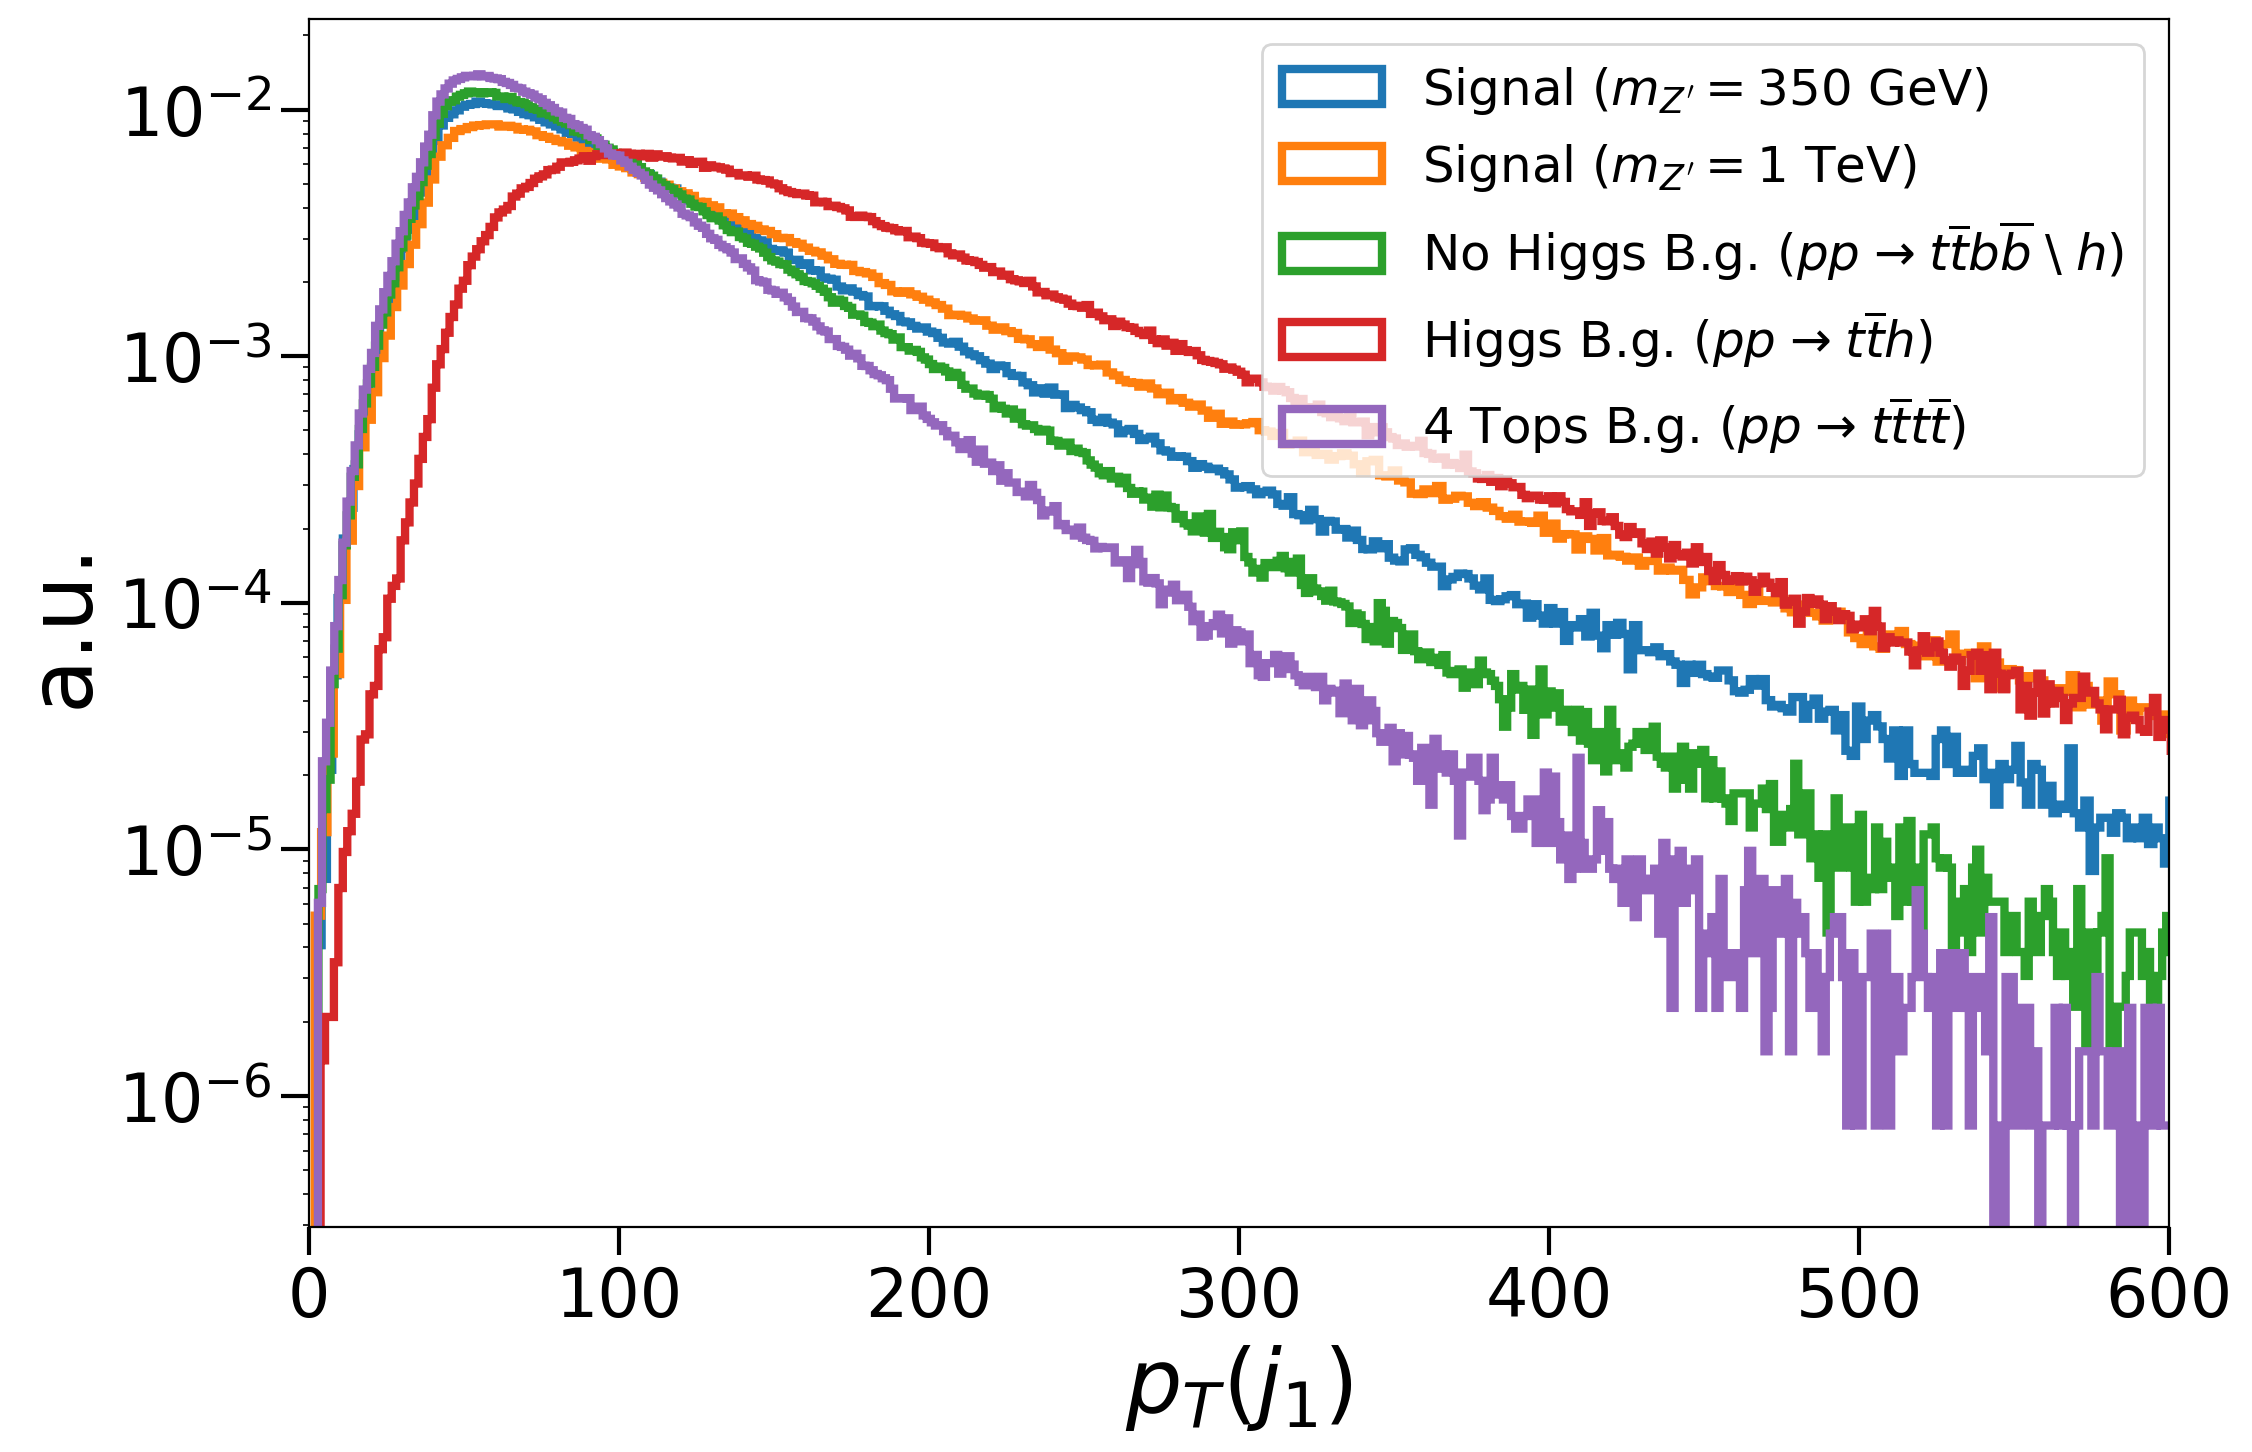 Signal (m_{Z'} = 350 GeV)
Signal (m_{Z'} = 1 TeV)
No Higgs B.g. (pp → tt̅bb̅ \ h)
Higgs B.g. (pp → tt̅h)
4 Tops B.g. (pp → tt̅tt̅)
a.u.
10⁻²
10⁻³
10⁻⁴
10⁻⁵
10⁻⁶
0 100 200 300 400 500 600
p_T(j₁)